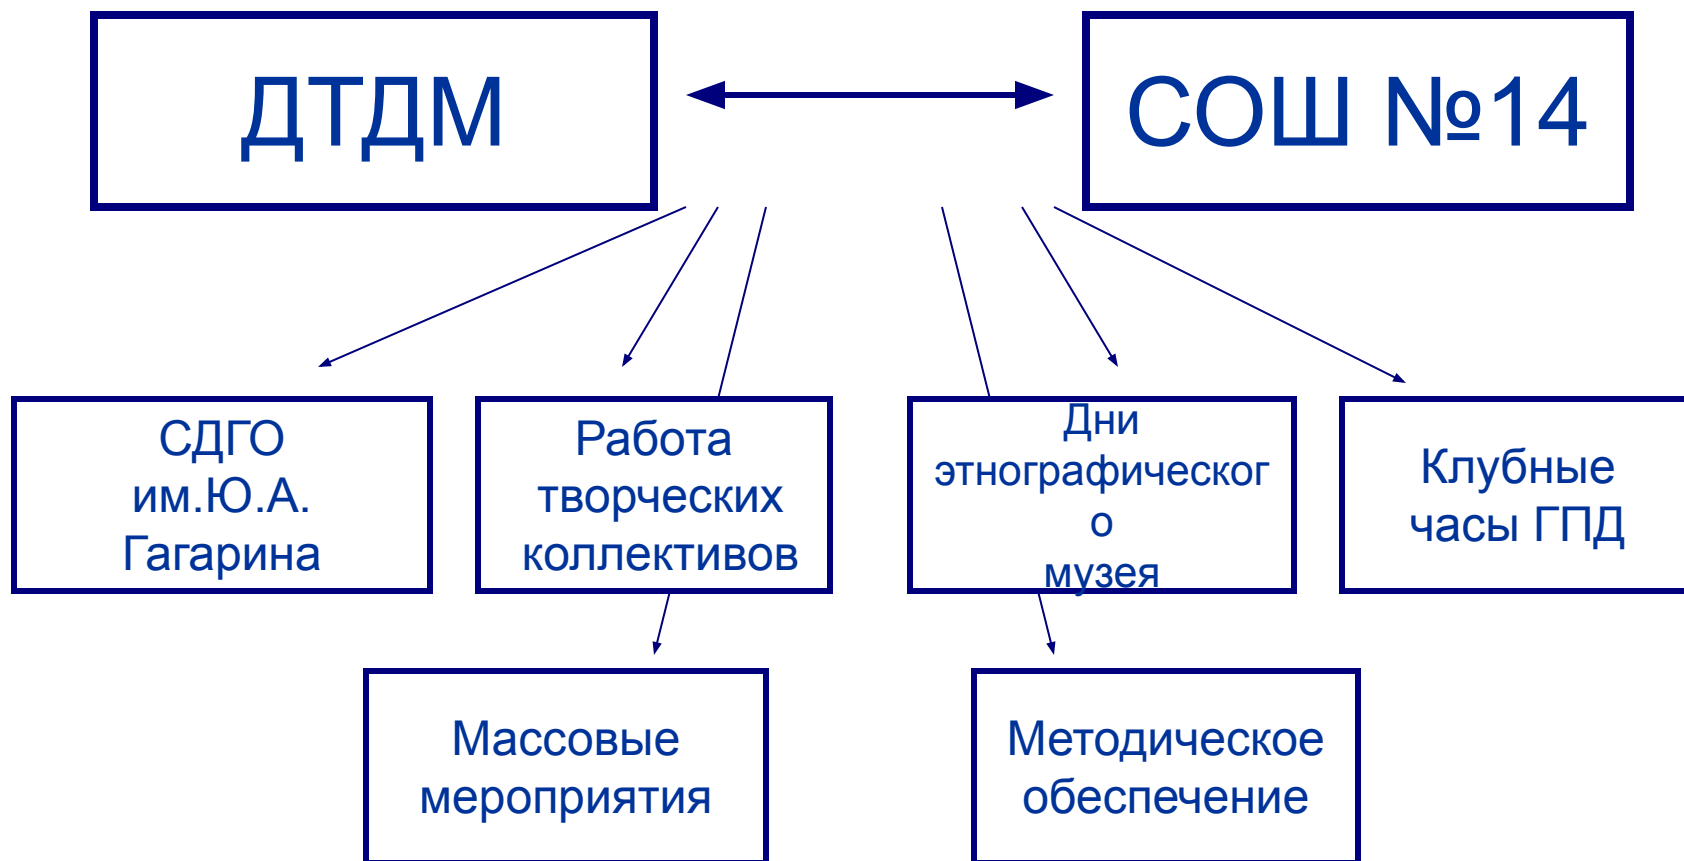 ДТДМ
СОШ №14
СДГО
им.Ю.А.
Гагарина
Работа
творческих
коллективов
Дни
этнографическог
о
музея
Клубные
часы ГПД
Массовые
мероприятия
Методическое
обеспечение